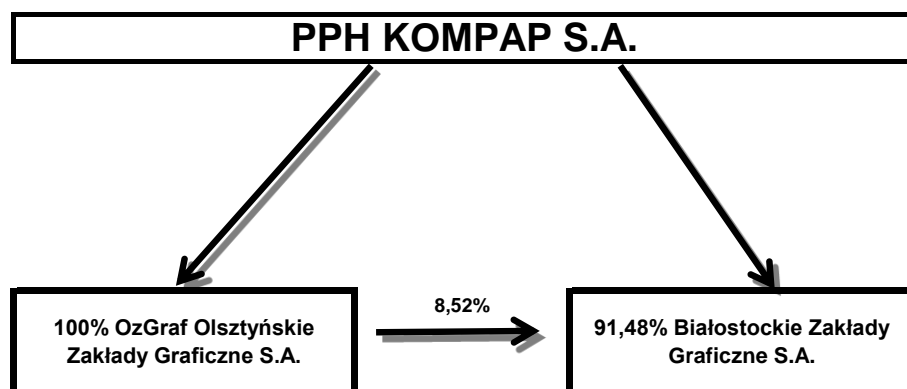 PPH KOMPAP S.A.
8,52%
100% OzGraf Olsztyńskie
Zakłady Graficzne S.A.
91,48% Białostockie Zakłady
Graficzne S.A.